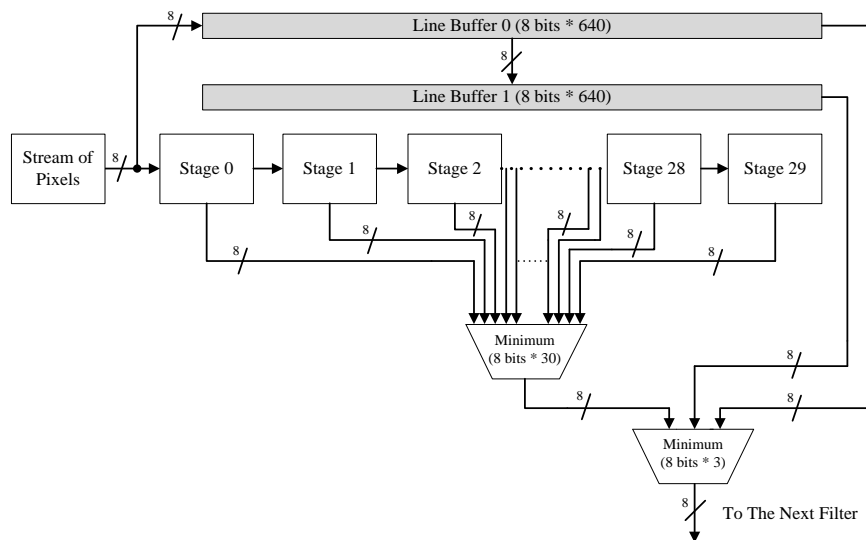 8
Line Buffer 0 (8 bits * 640)
8
Line Buffer 1 (8 bits * 640)
Stream of
Pixels
8
Stage 0
Stage 1
Stage 2
Stage 28
Stage 29
8
8
8
8
8
8
Minimum
(8 bits * 30)
8
8
8
Minimum
(8 bits * 3)
8
To The Next Filter